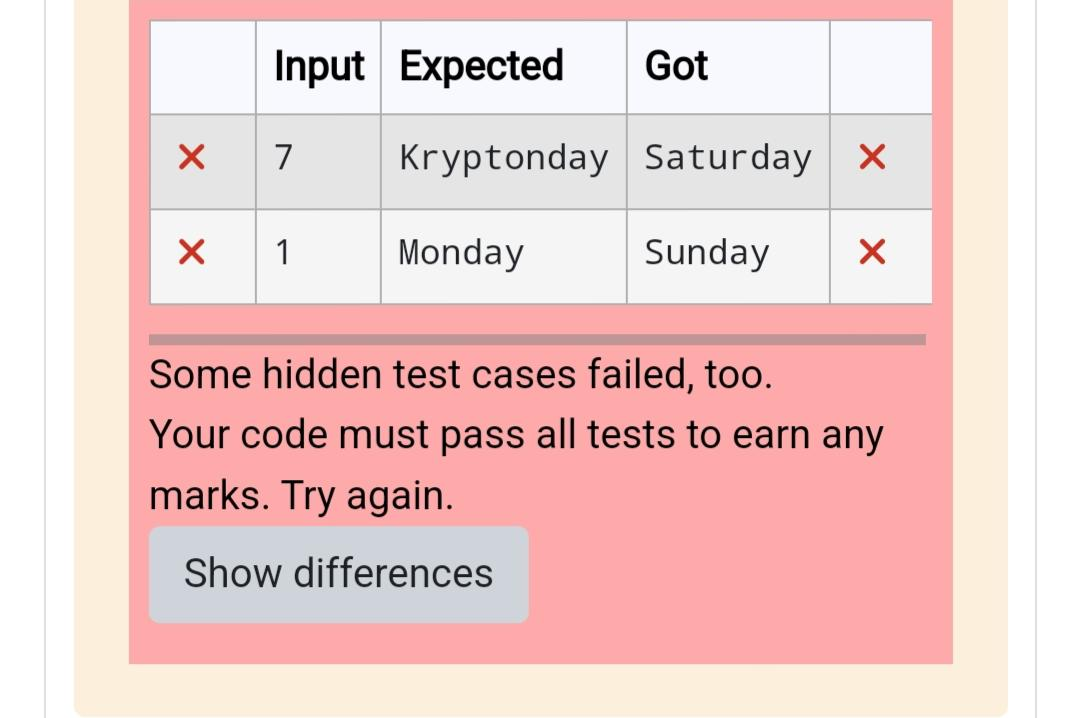 Input Expected Got
7 Kryptonday Saturday
1 Monday Sunday
Some hidden test cases failed, too.
Your code must pass all tests to earn any
marks. Try again.
Show differences